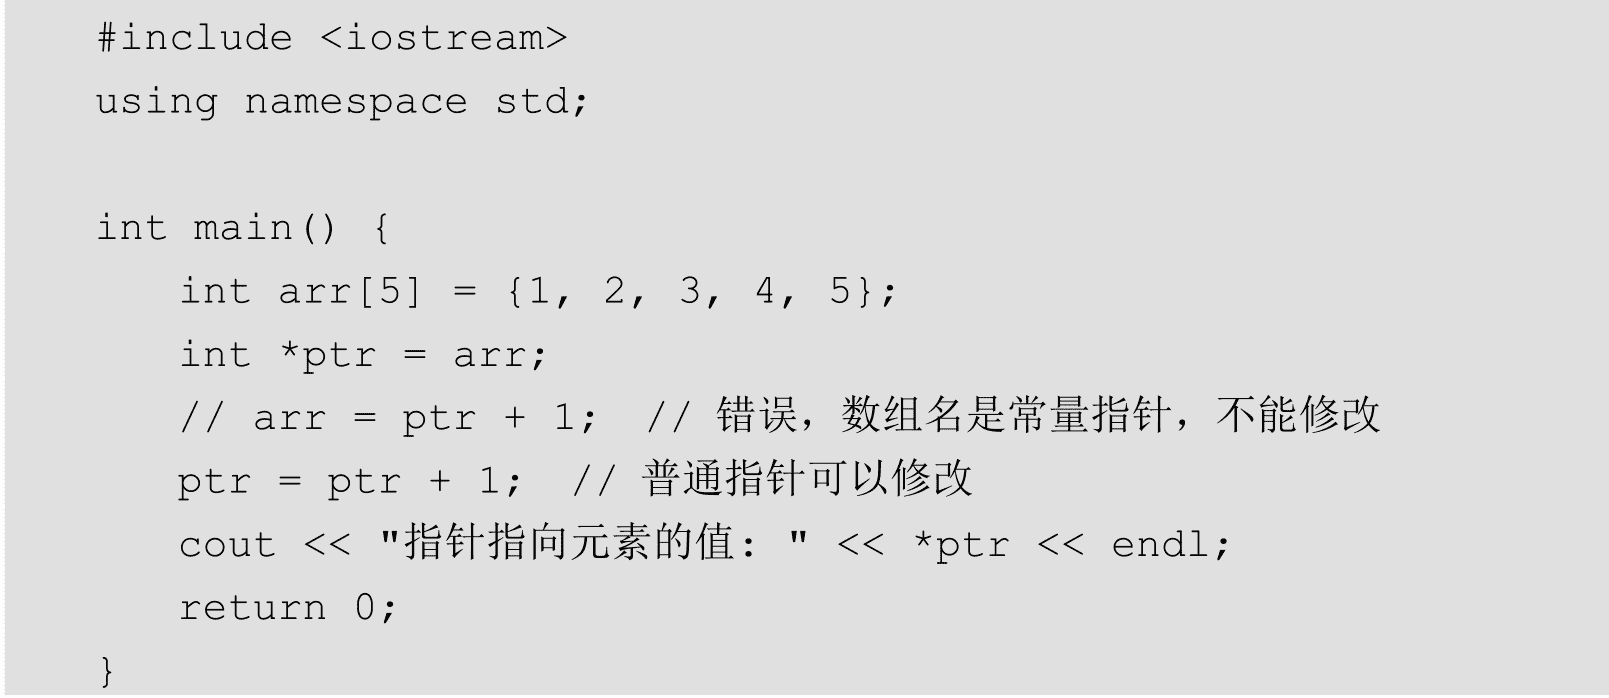 #include <iostream>
using namespace std;
int main() {
int arr[5] = {1, 2, 3, 4, 5};
int *ptr = arr;
// arr = ptr + 1; // 错误，数组名是常量指针，不能修改
ptr = ptr + 1; // 普通指针可以修改
cout << "指针指向元素的值: " << *ptr << endl;
return 0;
}